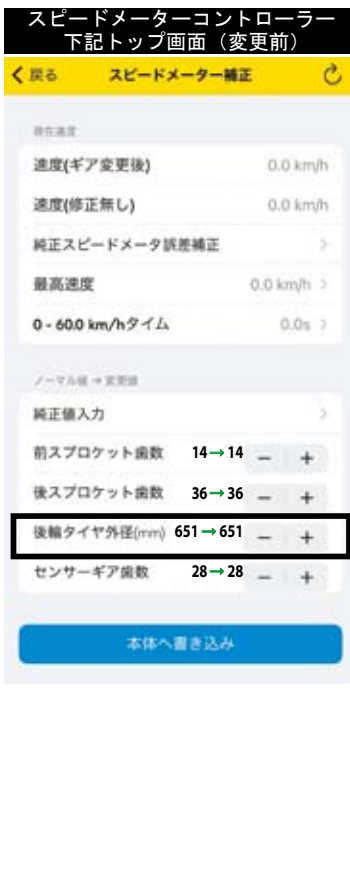 スピードメーターコントローラー
下記トップ画面（変更前）
戻る スピードメーター補正
現在速度
速度(ギア変更後) 0.0 km/h
速度(修正無し) 0.0 km/h
純正スピードメータ誤差補正
最高速度 0.0 km/h
0 - 60.0 km/hタイム 0.0s
ノーマル値 → 変更値
純正値入力
前スプロケット歯数 14→14 − +
後スプロケット歯数 36→36 − +
後輪タイヤ外径(mm) 651→651 − +
センサーギア歯数 28→28 − +
本体へ書き込み